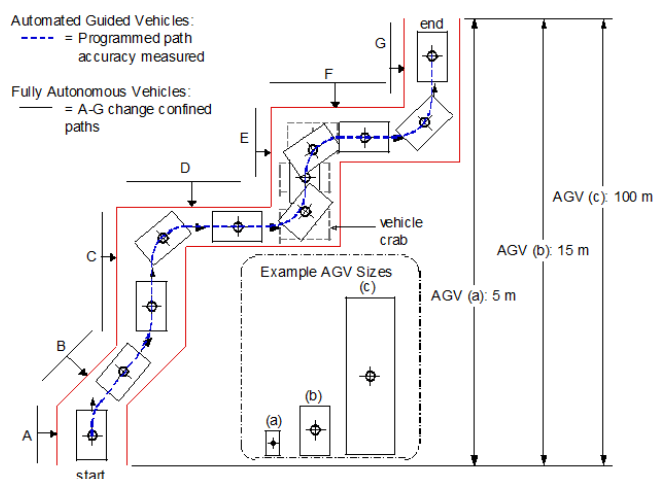 Automated Guided Vehicles:
= Programmed path
accuracy measured
Fully Autonomous Vehicles:
= A-G change confined
paths
end
G
F
E
D
C
B
A
start
vehicle
crab
Example AGV Sizes
(a)
(b)
(c)
AGV (a): 5 m
AGV (b): 15 m
AGV (c): 100 m